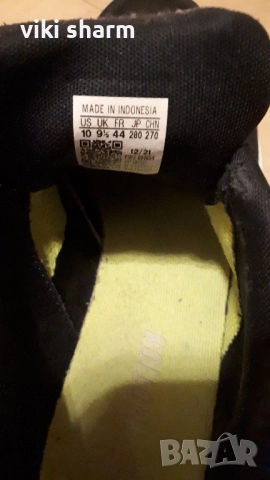 viki sharm
MADE IN INDONESIA
US UK FR JP CHN
10 9½ 44 280 270
12/21
BAZAR.bg